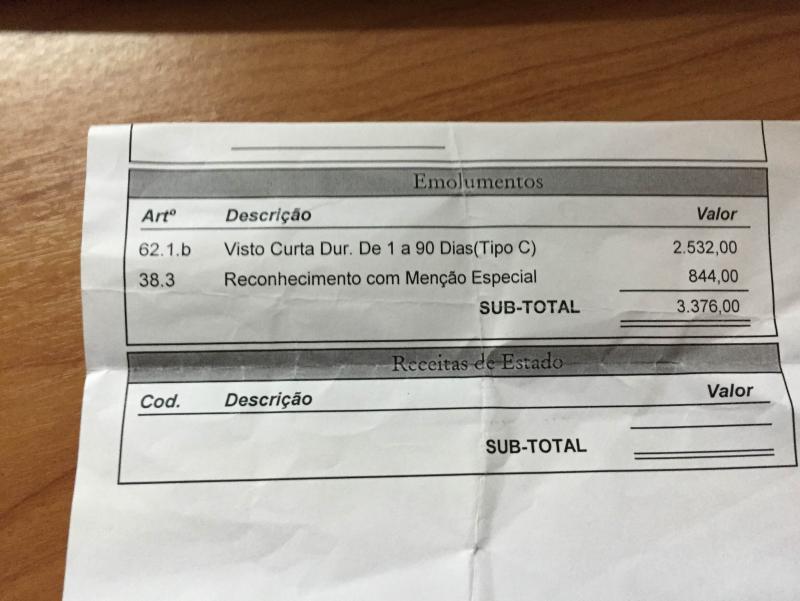 Emolumentos
Artº Descrição Valor
62.1.b Visto Curta Dur. De 1 a 90 Dias(Tipo C) 2.532,00
38.3 Reconhecimento com Menção Especial 844,00
SUB-TOTAL 3.376,00
Receitas de Estado
Cod. Descrição Valor
SUB-TOTAL